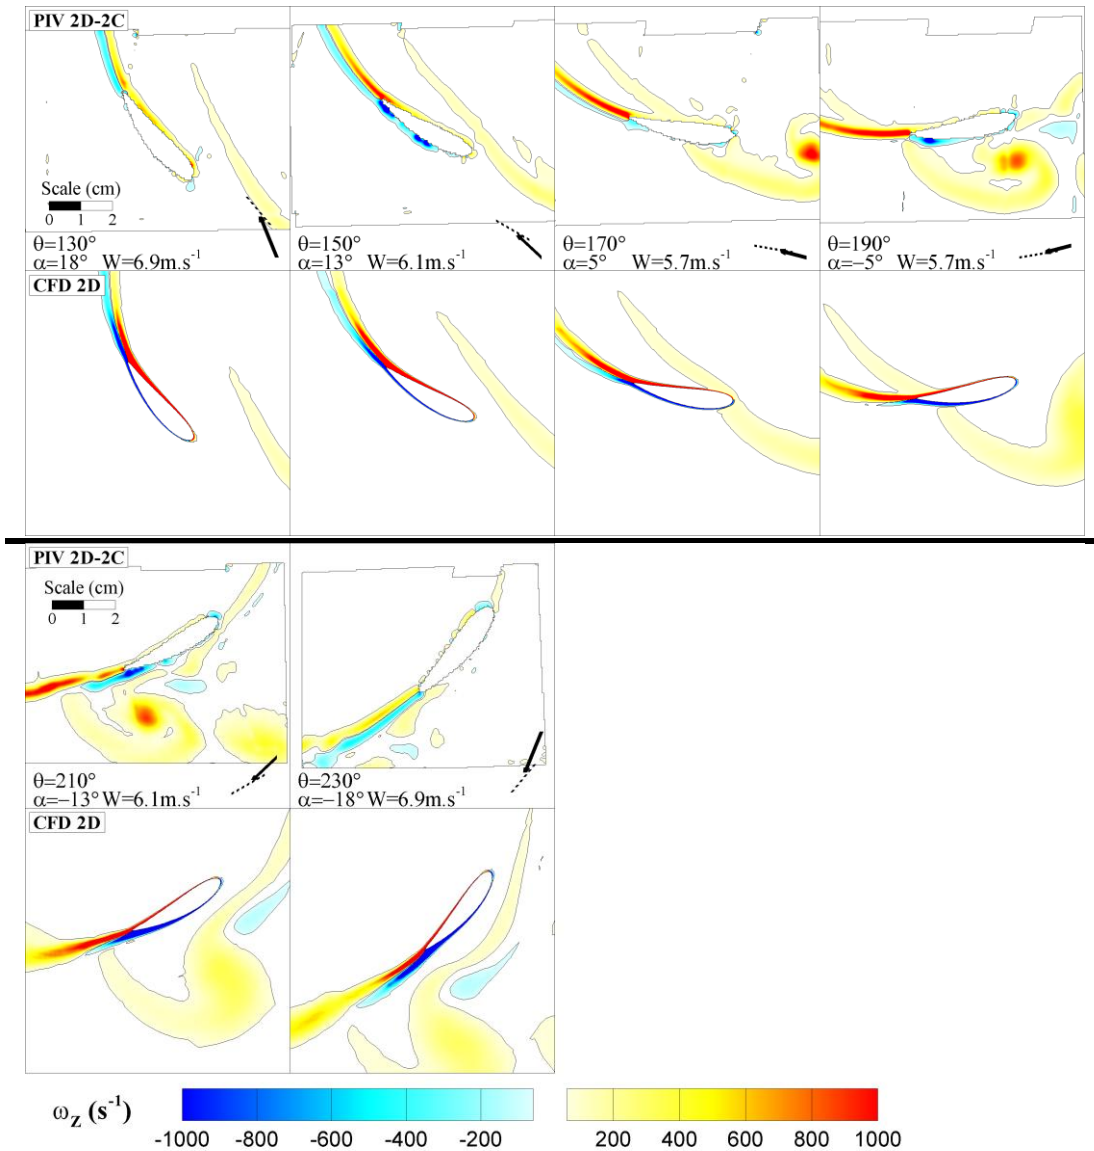 PIV 2D-2C
Scale (cm)
0 1 2
θ=130°
α=18° W=6.9m.s⁻¹
θ=150°
α=13° W=6.1m.s⁻¹
θ=170°
α=5° W=5.7m.s⁻¹
θ=190°
α=−5° W=5.7m.s⁻¹
CFD 2D
PIV 2D-2C
Scale (cm)
0 1 2
θ=210°
α=−13° W=6.1m.s⁻¹
θ=230°
α=−18° W=6.9m.s⁻¹
CFD 2D
ω_z (s⁻¹)
-1000 -800 -600 -400 -200 200 400 600 800 1000